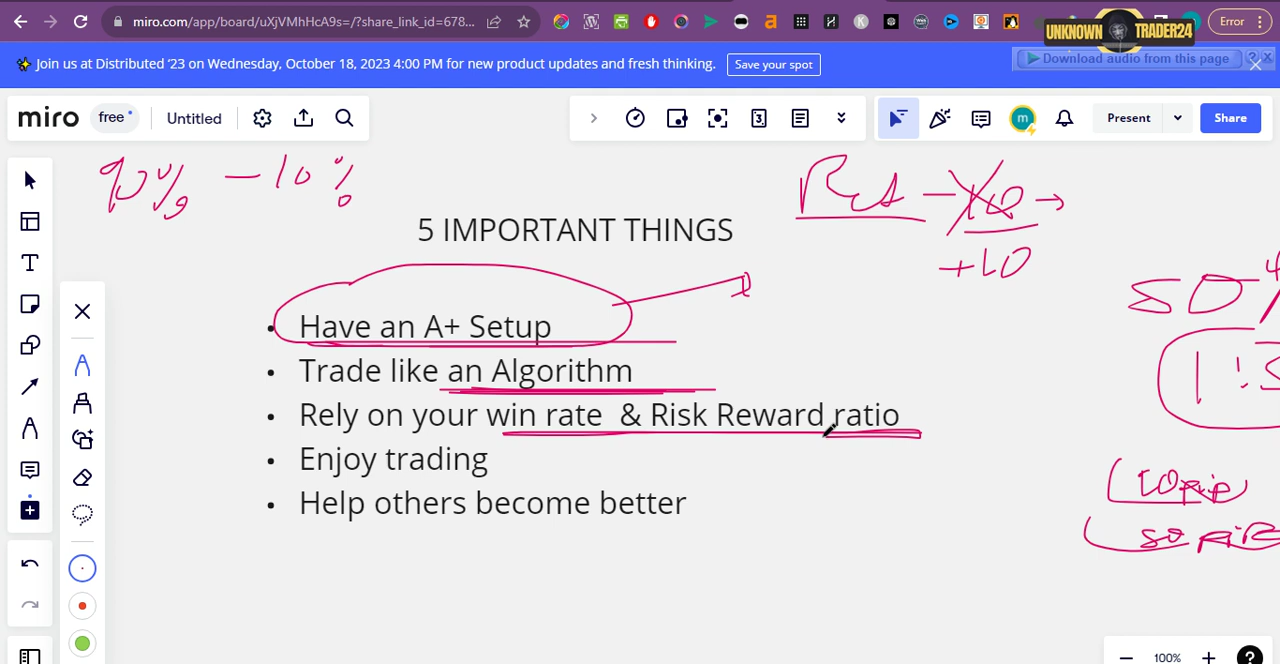 miro.com/app/board/uXjVMhHcA9s=/?share_link_id=678...
Error
UNKNOWN TRADER24
Join us at Distributed '23 on Wednesday, October 18, 2023 4:00 PM for new product updates and fresh thinking.
Save your spot
Download audio from this page
miro
free
Untitled
Present
Share
90% - 10%
+10
5 IMPORTANT THINGS
50%
• Have an A+ Setup
• Trade like an Algorithm
• Rely on your win rate & Risk Reward ratio
• Enjoy trading
• Help others become better
100%